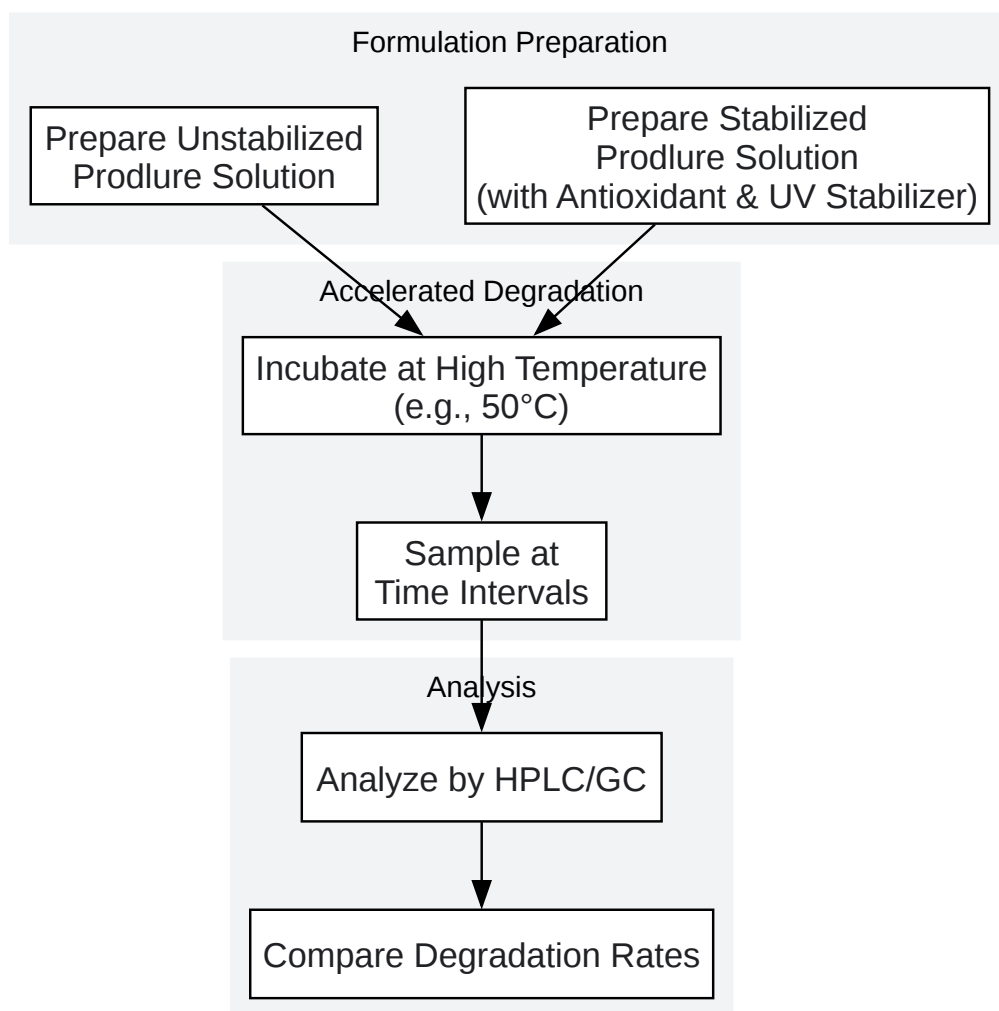 Formulation Preparation
Prepare Unstabilized
Prodlure Solution
Prepare Stabilized
Prodlure Solution
(with Antioxidant & UV Stabilizer)
Accelerated Degradation
Incubate at High Temperature
(e.g., 50°C)
Sample at
Time Intervals
Analysis
Analyze by HPLC/GC
Compare Degradation Rates